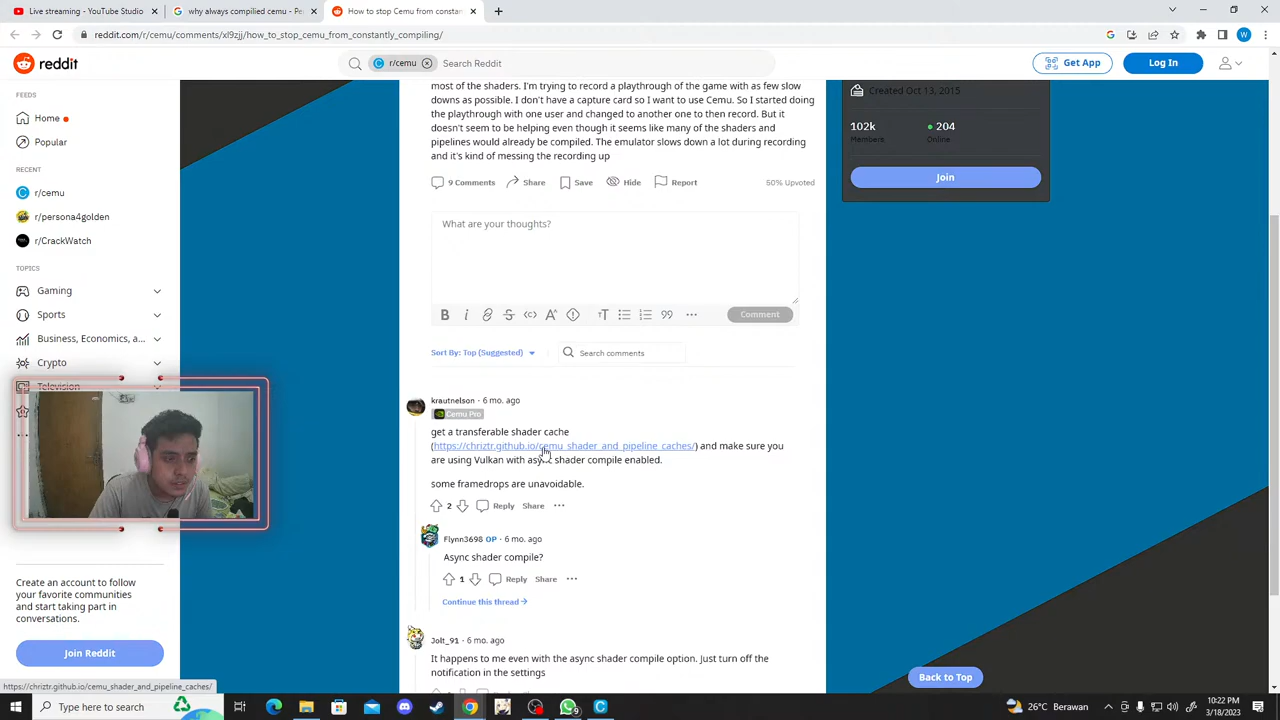 Live streaming - YouTube Studio
why always compiled cemu - Pe
How to stop Cemu from constantly
reddit.com/r/cemu/comments/xl9zjj/how_to_stop_cemu_from_constantly_compiling/
W
reddit
r/cemu
Search Reddit
Get App
Log In
FEEDS
Home
Popular
RECENT
r/cemu
r/persona4golden
r/CrackWatch
TOPICS
Gaming
Sports
Business, Economics, a...
Crypto
Television
Create an account to follow
your favorite communities
and start taking part in
conversations.
Join Reddit
most of the shaders. I'm trying to record a playthrough of the game with as few slow
downs as possible. I don't have a capture card so I want to use Cemu. So I started doing
the playthrough with one user and changed to another one to then record. But it
doesn't seem to be helping even though it seems like many of the shaders and
pipelines would already be compiled. The emulator slows down a lot during recording
and it's kind of messing the recording up
9 Comments
Share
Save
Hide
Report
50% Upvoted
What are your thoughts?
Comment
Sort By: Top (Suggested)
Search comments
krautnelson · 6 mo. ago
Cemu Pro
get a transferable shader cache
(https://chriztr.github.io/cemu_shader_and_pipeline_caches/) and make sure you
are using Vulkan with async shader compile enabled.
some framedrops are unavoidable.
2
Reply
Share
Flynn3698 OP · 6 mo. ago
Async shader compile?
1
Reply
Share
Continue this thread
Jolt_91 · 6 mo. ago
It happens to me even with the async shader compile option. Just turn off the
notification in the settings
Created Oct 13, 2015
102k
204
Members
Online
Join
Back to Top
https://chriztr.github.io/cemu_shader_and_pipeline_caches/
Type here to search
9
26°C Berawan
10:22 PM
3/18/2023